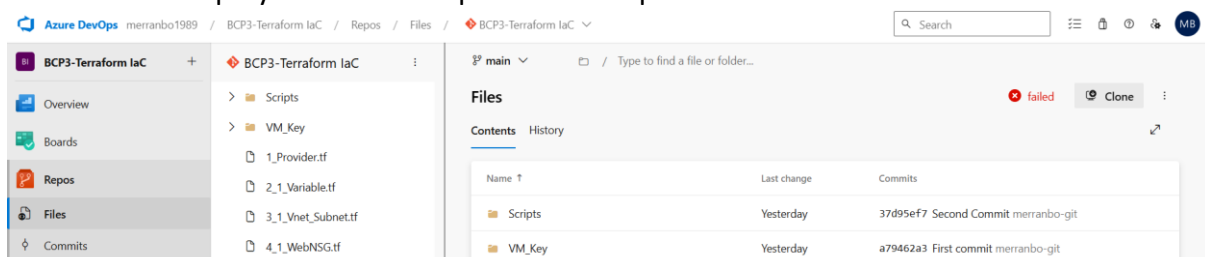 Azure DevOps merranbo1989 / BCP3-Terraform IaC / Repos / Files / BCP3-Terraform IaC
Search
MB
BI BCP3-Terraform IaC +
Overview
Boards
Repos
Files
Commits
BCP3-Terraform IaC
Scripts
VM_Key
1_Provider.tf
2_1_Variable.tf
3_1_Vnet_Subnet.tf
4_1_WebNSG.tf
main / Type to find a file or folder...
Files
failed Clone
Contents History
Name ↑ Last change Commits
Scripts Yesterday 37d95ef7 Second Commit merranbo-git
VM_Key Yesterday a79462a3 First commit merranbo-git